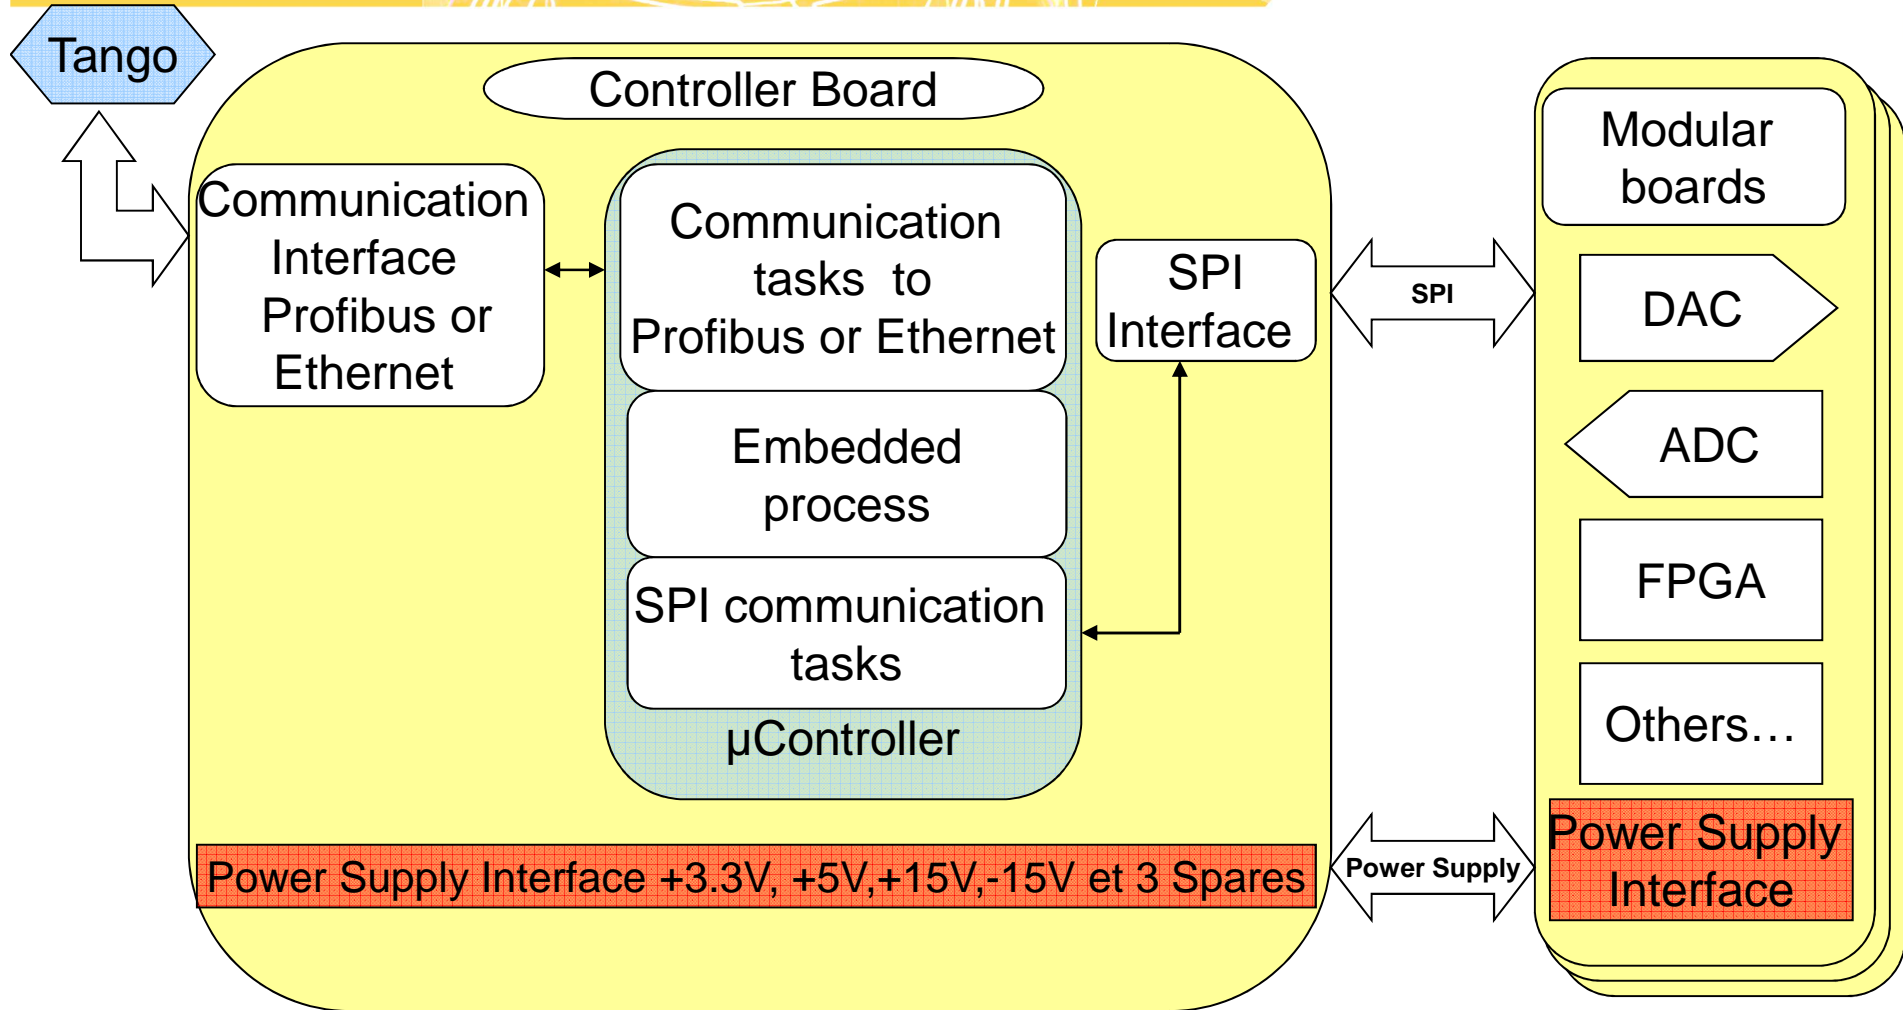 Tango
Controller Board
Communication
Interface
Profibus or
Ethernet
Communication
tasks to
Profibus or Ethernet
Embedded
process
SPI communication
tasks
µController
SPI
Interface
Power Supply Interface +3.3V, +5V,+15V,-15V et 3 Spares
SPI
Power Supply
Modular
boards
DAC
ADC
FPGA
Others…
Power Supply
Interface